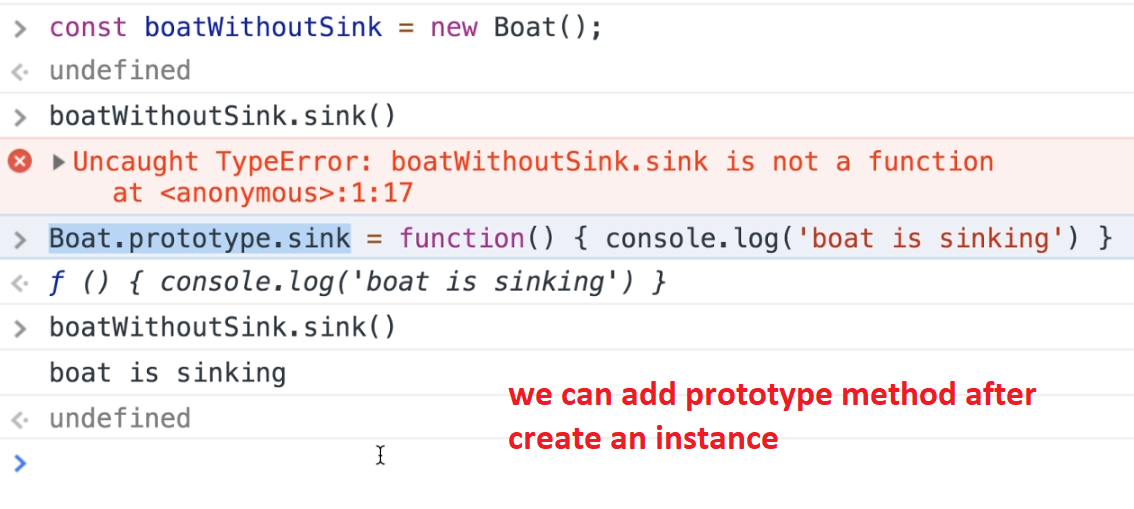 > const boatWithoutSink = new Boat();
<· undefined
> boatWithoutSink.sink()
▶Uncaught TypeError: boatWithoutSink.sink is not a function
at <anonymous>:1:17
> Boat.prototype.sink = function() { console.log('boat is sinking') }
<· ƒ () { console.log('boat is sinking') }
> boatWithoutSink.sink()
boat is sinking
<· undefined
>
we can add prototype method after
create an instance